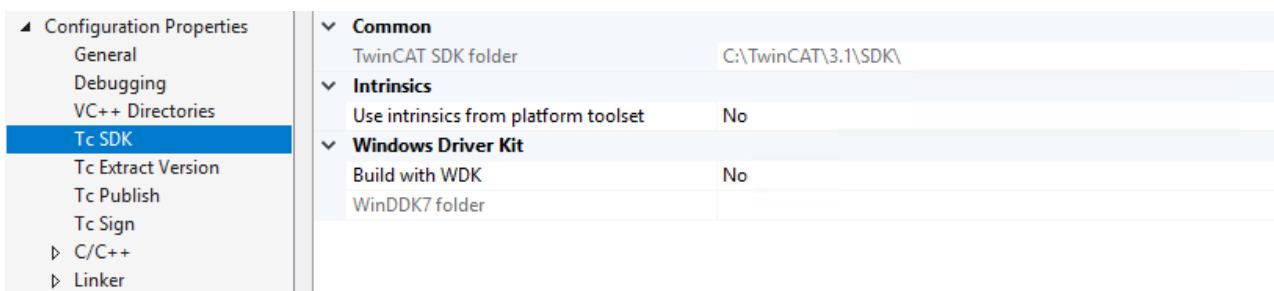 Configuration Properties
General
Debugging
VC++ Directories
Tc SDK
Tc Extract Version
Tc Publish
Tc Sign
C/C++
Linker
Common
TwinCAT SDK folder C:\TwinCAT\3.1\SDK\
Intrinsics
Use intrinsics from platform toolset No
Windows Driver Kit
Build with WDK No
WinDDK7 folder